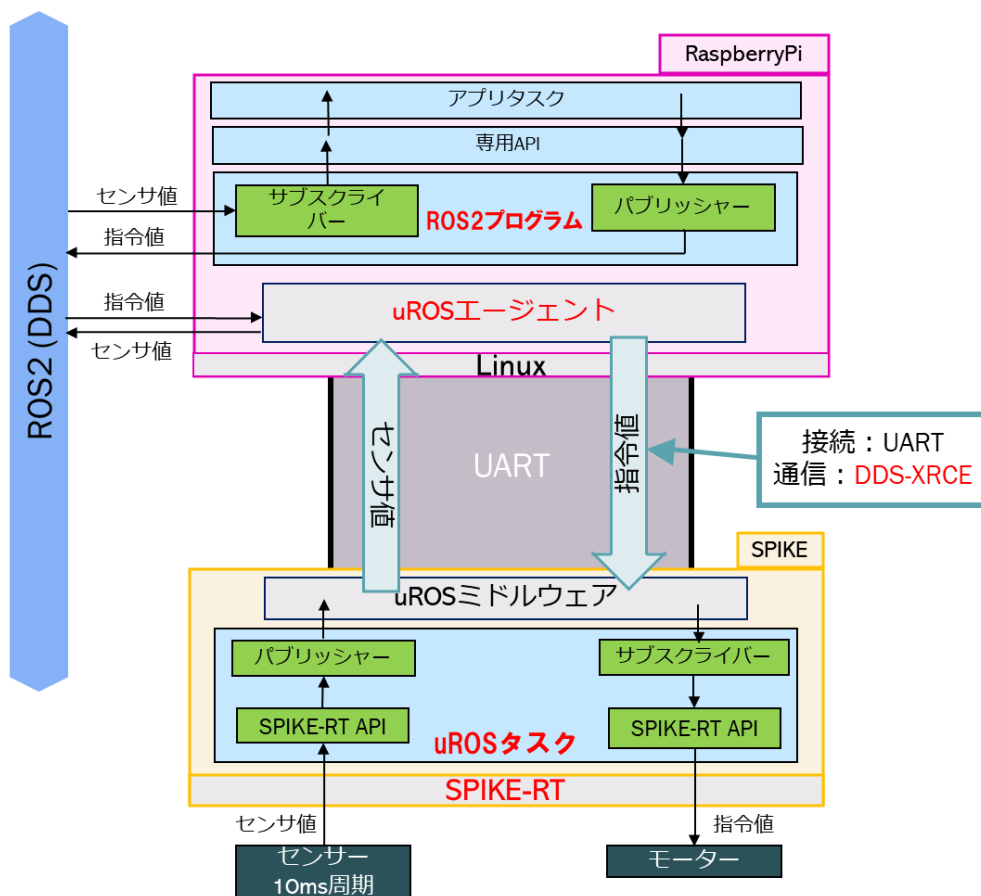 RaspberryPi
アプリタスク
専用API
サブスクライ
バー
ROS2プログラム
パブリッシャー
センサ値
指令値
指令値
センサ値
ROS2 (DDS)
uROSエージェント
Linux
センサ値
UART
指令値
接続：UART
通信：DDS-XRCE
SPIKE
uROSミドルウェア
パブリッシャー
サブスクライバー
SPIKE-RT API
SPIKE-RT API
uROSタスク
SPIKE-RT
センサ値
指令値
センサー
10ms周期
モーター